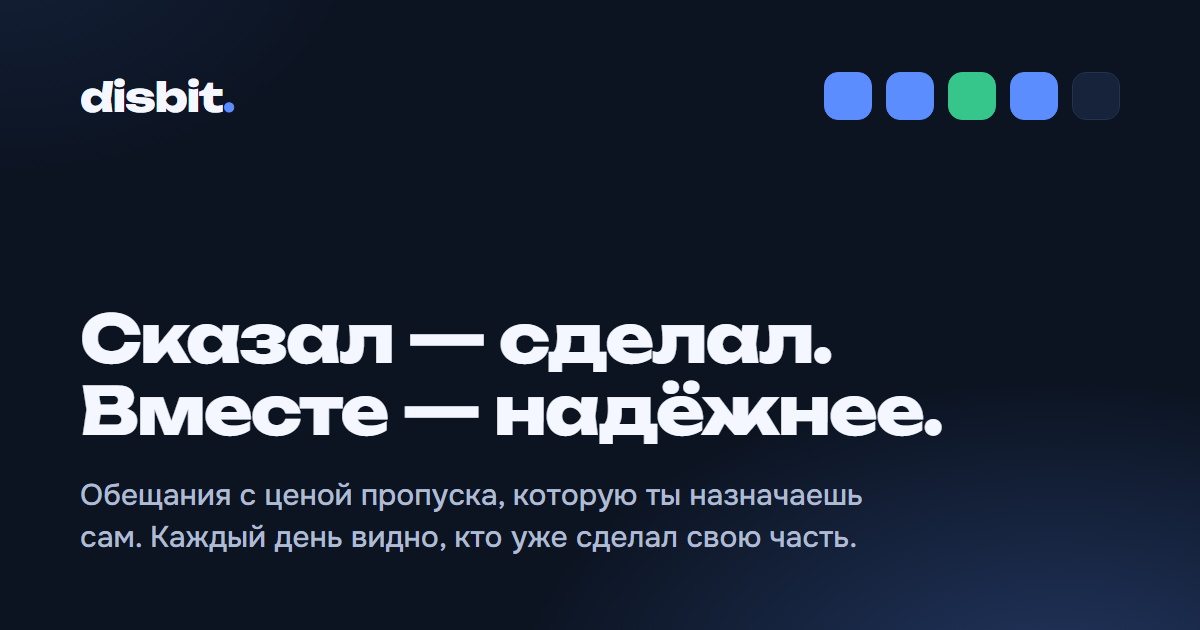 disbit.
Сказал — сделал.
Вместе — надёжнее.
Обещания с ценой пропуска, которую ты назначаешь
сам. Каждый день видно, кто уже сделал свою часть.